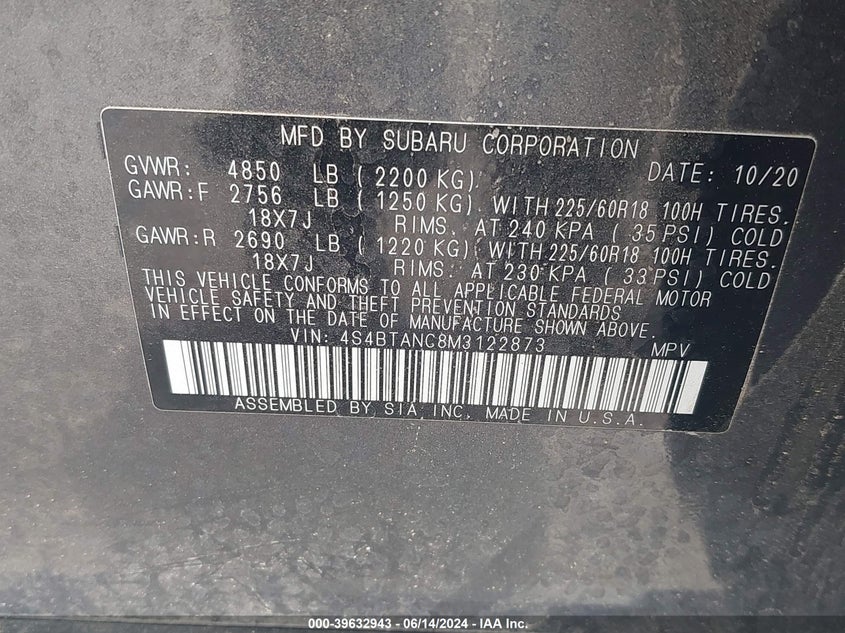 MFD BY SUBARU CORPORATION
GVWR: 4850 LB ( 2200 KG) DATE: 10/20
GAWR:F 2756 LB ( 1250 KG) WITH 225/60R18 100H TIRES.
18X7J RIMS. AT 240 KPA ( 35 PSI) COLD
GAWR:R 2690 LB ( 1220 KG) WITH 225/60R18 100H TIRES.
18X7J RIMS. AT 230 KPA ( 33 PSI) COLD
THIS VEHICLE CONFORMS TO ALL APPLICABLE FEDERAL MOTOR
VEHICLE SAFETY AND THEFT PREVENTION STANDARDS
IN EFFECT ON THE DATE OF MANUFACTURE SHOWN ABOVE.
VIN: 4S4BTANC8M3122873 MPV
ASSEMBLED BY SIA, INC. MADE IN U.S.A.
000-39632943 - 06/14/2024 - © IAA Inc.